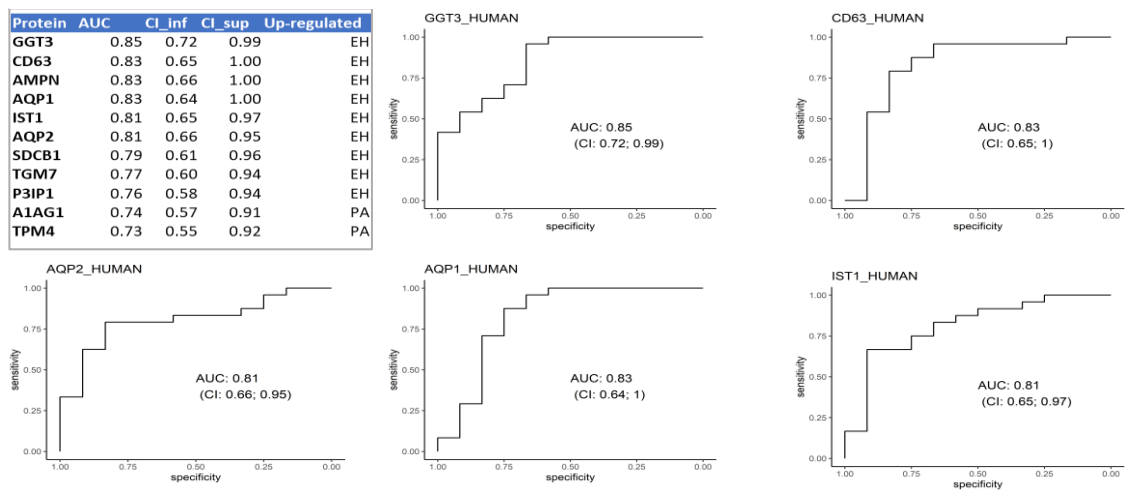 Protein AUC CI_inf CI_sup Up-regulated
GGT3 0.85 0.72 0.99 EH
CD63 0.83 0.65 1.00 EH
AMPN 0.83 0.66 1.00 EH
AQP1 0.83 0.64 1.00 EH
IST1 0.81 0.65 0.97 EH
AQP2 0.81 0.66 0.95 EH
SDCB1 0.79 0.61 0.96 EH
TGM7 0.77 0.60 0.94 EH
P3IP1 0.76 0.58 0.94 EH
A1AG1 0.74 0.57 0.91 PA
TPM4 0.73 0.55 0.92 PA
GGT3_HUMAN
1.00
0.75
0.50
0.25
0.00
sensitivity
AUC: 0.85
(CI: 0.72; 0.99)
1.00 0.75 0.50 0.25 0.00
specificity
CD63_HUMAN
1.00
0.75
0.50
0.25
0.00
sensitivity
AUC: 0.83
(CI: 0.65; 1)
1.00 0.75 0.50 0.25 0.00
specificity
AQP2_HUMAN
1.00
0.75
0.50
0.25
0.00
sensitivity
AUC: 0.81
(CI: 0.66; 0.95)
1.00 0.75 0.50 0.25 0.00
specificity
AQP1_HUMAN
1.00
0.75
0.50
0.25
0.00
sensitivity
AUC: 0.83
(CI: 0.64; 1)
1.00 0.75 0.50 0.25 0.00
specificity
IST1_HUMAN
1.00
0.75
0.50
0.25
0.00
sensitivity
AUC: 0.81
(CI: 0.65; 0.97)
1.00 0.75 0.50 0.25 0.00
specificity